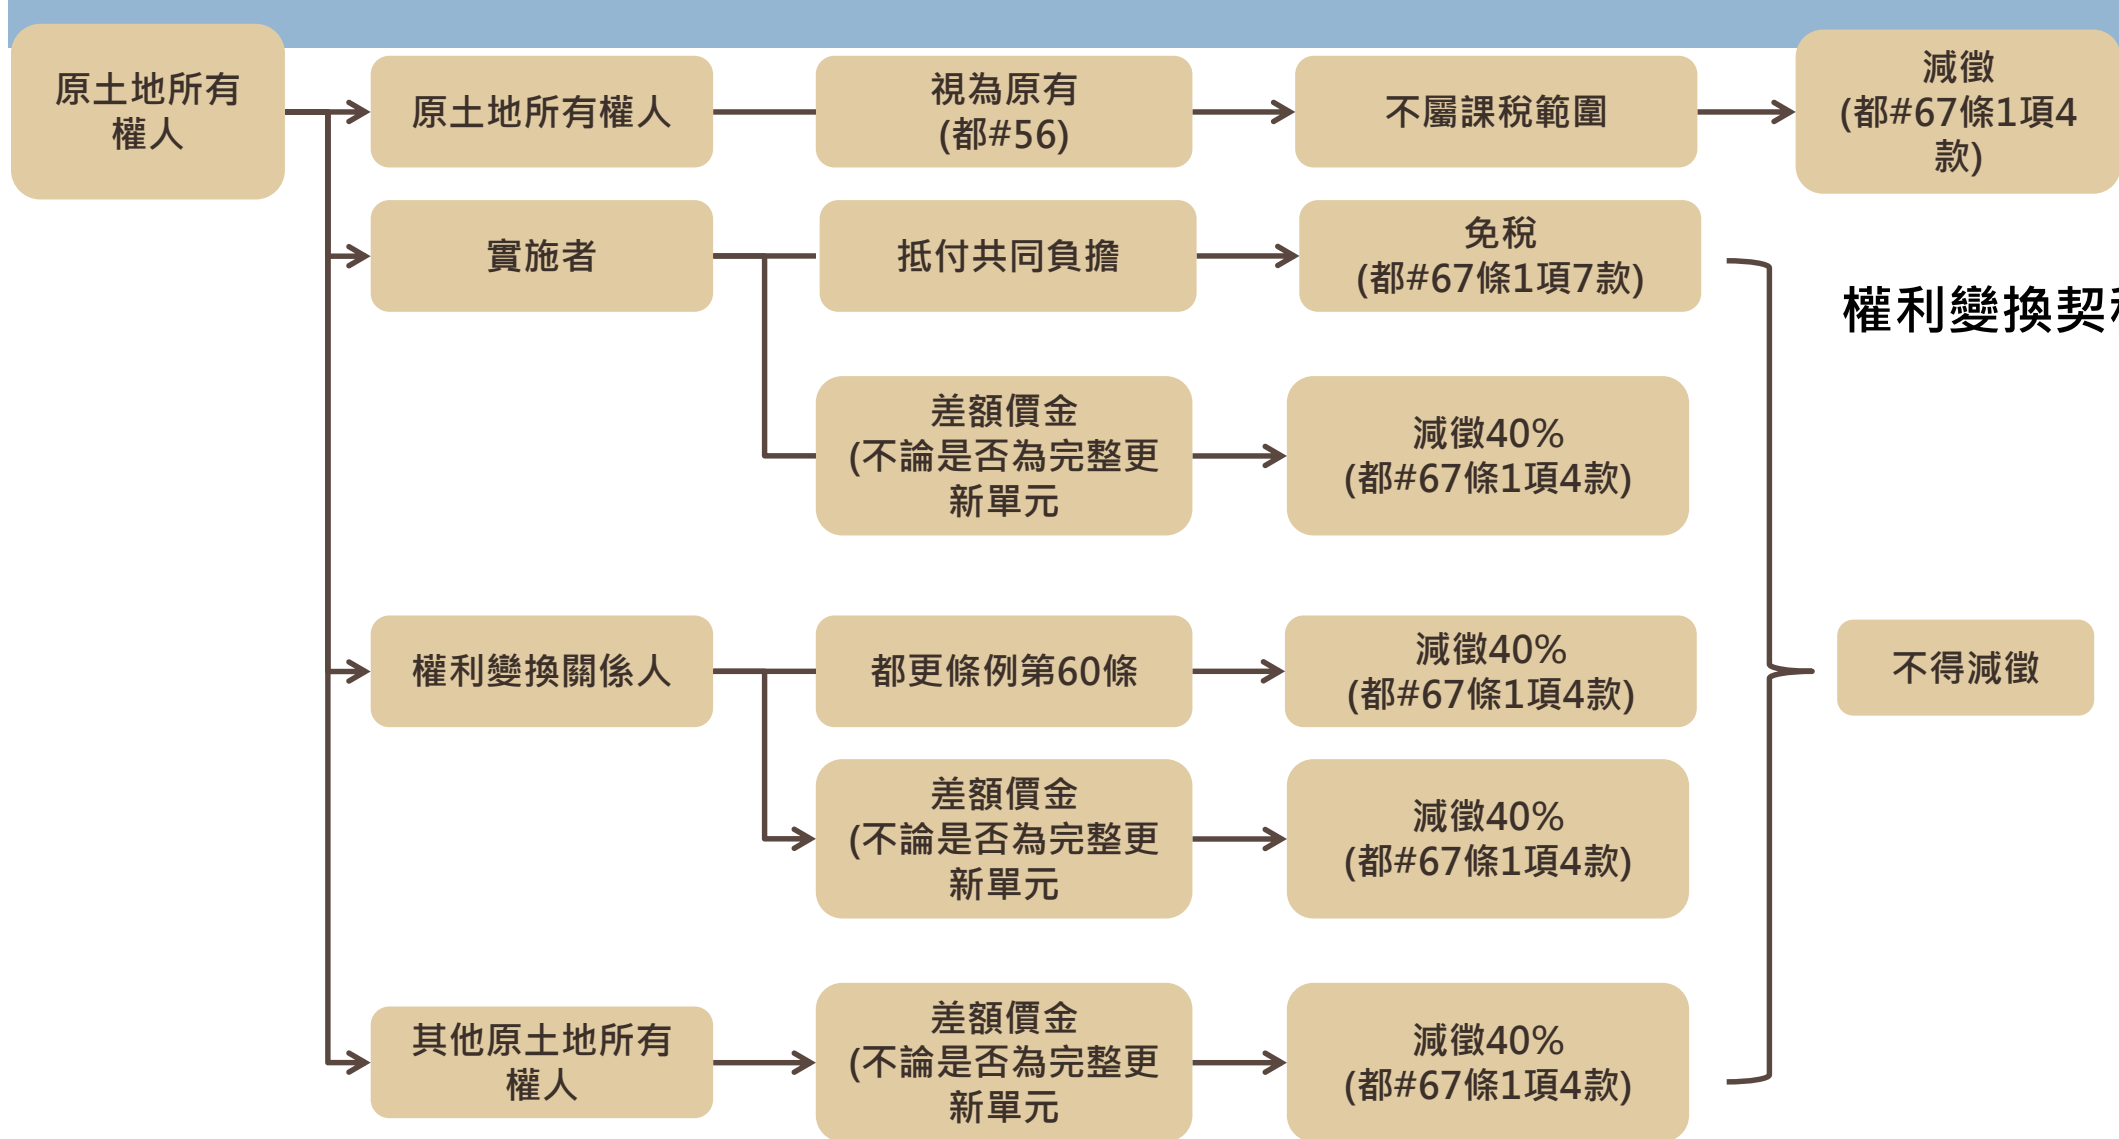 原土地所有
權人
原土地所有權人
視為原有
(都#56)
不屬課稅範圍
減徵
(都#67條1項4
款)
實施者
抵付共同負擔
免稅
(都#67條1項7款)
權利變換契
差額價金
(不論是否為完整更
新單元
減徵40%
(都#67條1項4款)
權利變換關係人
都更條例第60條
減徵40%
(都#67條1項4款)
不得減徵
差額價金
(不論是否為完整更
新單元
減徵40%
(都#67條1項4款)
其他原土地所有
權人
差額價金
(不論是否為完整更
新單元
減徵40%
(都#67條1項4款)